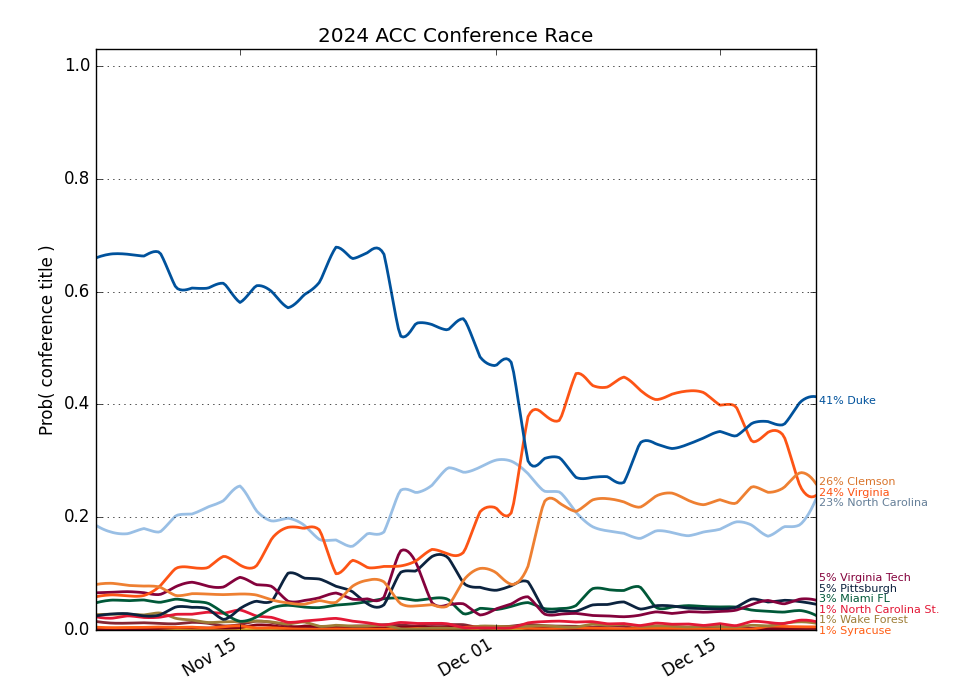 2024 ACC Conference Race
Prob( conference title )
1.0
0.8
0.6
0.4
0.2
0.0
Nov 15
Dec 01
Dec 15
41% Duke
26% Clemson
24% Virginia
23% North Carolina
5% Virginia Tech
5% Pittsburgh
3% Miami FL
1% North Carolina St.
1% Wake Forest
1% Syracuse